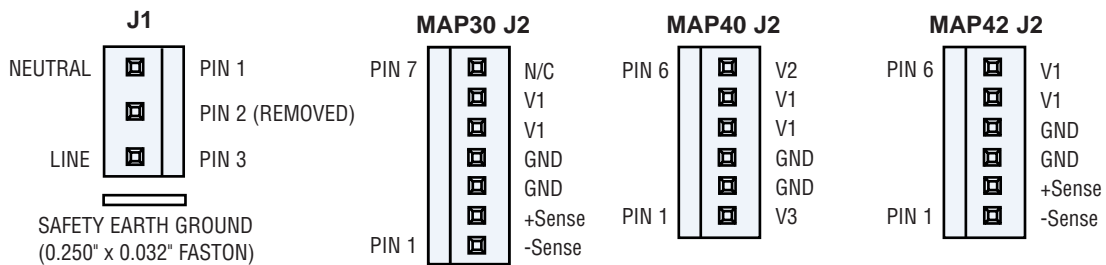 J1
NEUTRAL
PIN 1
PIN 2 (REMOVED)
LINE
PIN 3
SAFETY EARTH GROUND
(0.250" x 0.032" FASTON)
MAP30 J2
PIN 7
N/C
V1
V1
GND
GND
+Sense
PIN 1
-Sense
MAP40 J2
PIN 6
V2
V1
V1
GND
GND
PIN 1
V3
MAP42 J2
PIN 6
V1
V1
GND
GND
+Sense
PIN 1
-Sense